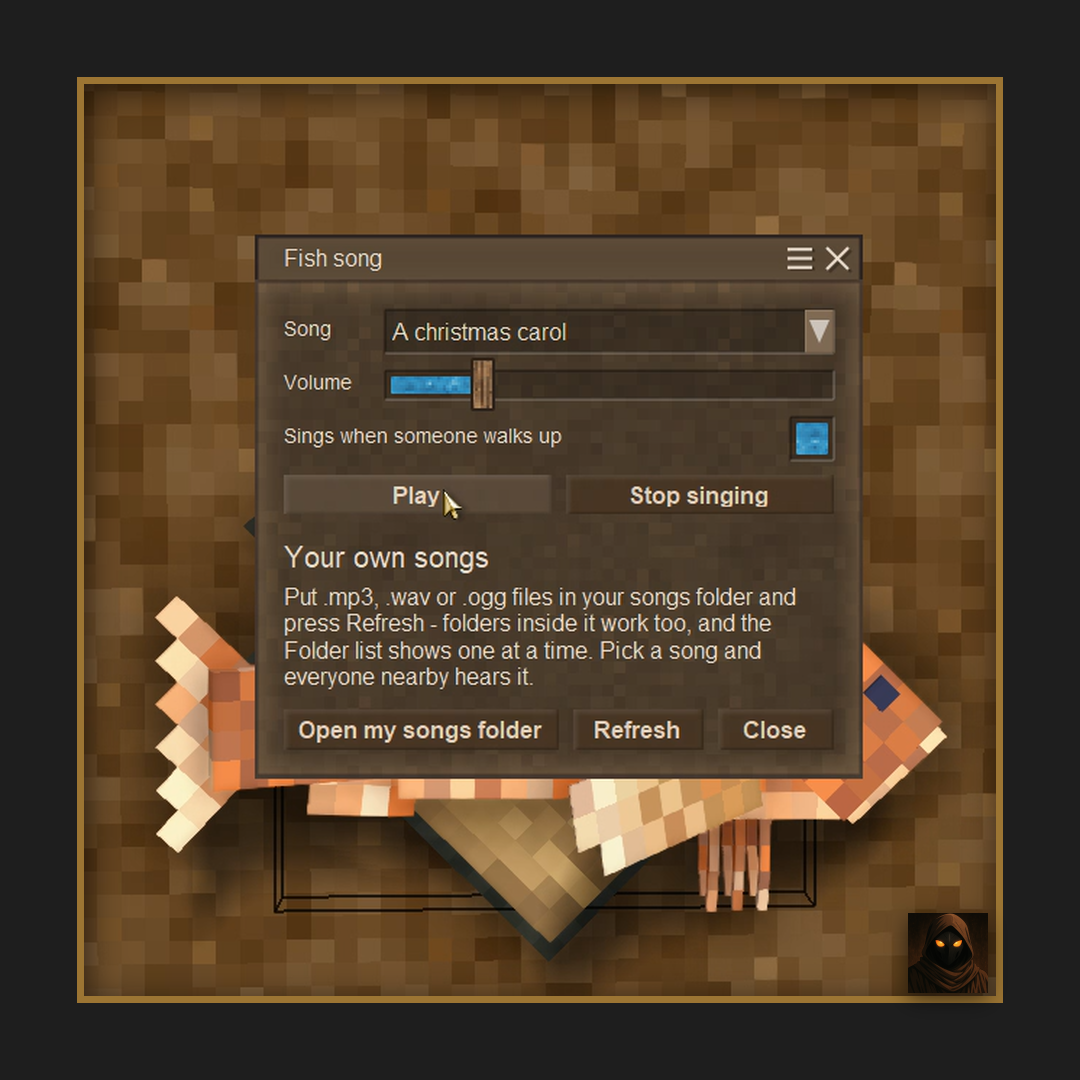 Fish song
Song
A christmas carol
Volume
Sings when someone walks up
Play
Stop singing
Your own songs
Put .mp3, .wav or .ogg files in your songs folder and
press Refresh - folders inside it work too, and the
Folder list shows one at a time. Pick a song and
everyone nearby hears it.
Open my songs folder
Refresh
Close